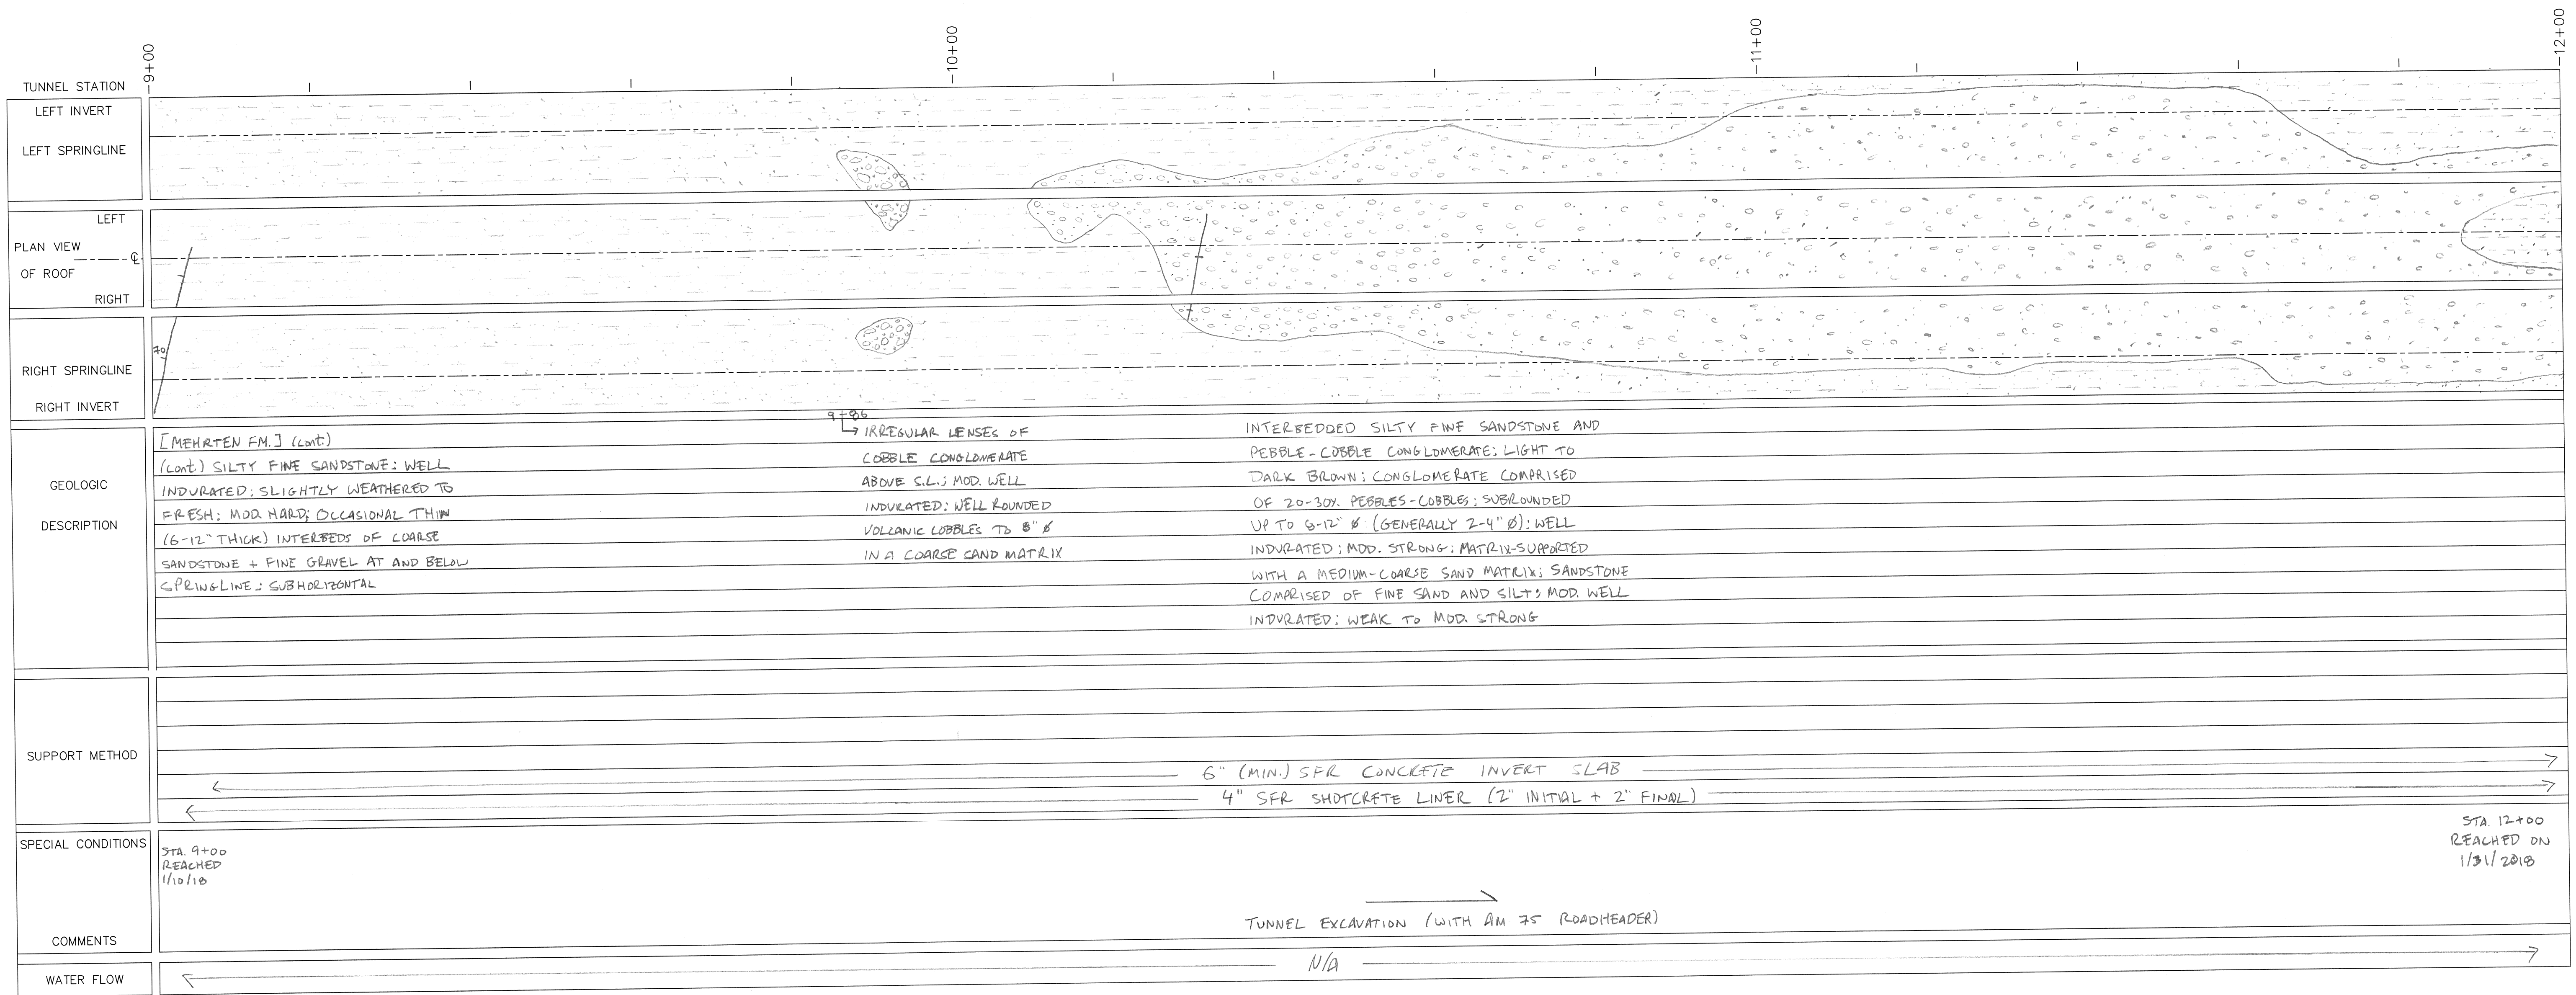 9+00
10+00
11+00
12+00
TUNNEL STATION
LEFT INVERT
LEFT SPRINGLINE
LEFT
PLAN VIEW
℄
OF ROOF
RIGHT
70
RIGHT SPRINGLINE
RIGHT INVERT
GEOLOGIC
DESCRIPTION
[MEHRTEN FM.] (cont.)
(cont.) SILTY FINE SANDSTONE: WELL
INDURATED; SLIGHTLY WEATHERED TO
FRESH; MOD. HARD; OCCASIONAL THIN
(6-12" THICK) INTERBEDS OF COARSE
SANDSTONE + FINE GRAVEL AT AND BELOW
SPRINGLINE; SUBHORIZONTAL
9+86
IRREGULAR LENSES OF
COBBLE CONGLOMERATE
ABOVE S.L.; MOD. WELL
INDURATED; WELL ROUNDED
VOLCANIC COBBLES TO 8" Ø
IN A COARSE SAND MATRIX
INTERBEDDED SILTY FINE SANDSTONE AND
PEBBLE-COBBLE CONGLOMERATE; LIGHT TO
DARK BROWN; CONGLOMERATE COMPRISED
OF 20-30% PEBBLES-COBBLES; SUBROUNDED
UP TO 8-12" Ø (GENERALLY 2-4" Ø); WELL
INDURATED; MOD. STRONG; MATRIX-SUPPORTED
WITH A MEDIUM-COARSE SAND MATRIX; SANDSTONE
COMPRISED OF FINE SAND AND SILT; MOD. WELL
INDURATED; WEAK TO MOD. STRONG
SUPPORT METHOD
6" (MIN.) SFR CONCRETE INVERT SLAB
4" SFR SHOTCRETE LINER (2" INITIAL + 2" FINAL)
SPECIAL CONDITIONS
STA. 9+00
REACHED
1/10/18
STA. 12+00
REACHED ON
1/31/2018
TUNNEL EXCAVATION (WITH AM 75 ROADHEADER)
COMMENTS
WATER FLOW
N/A